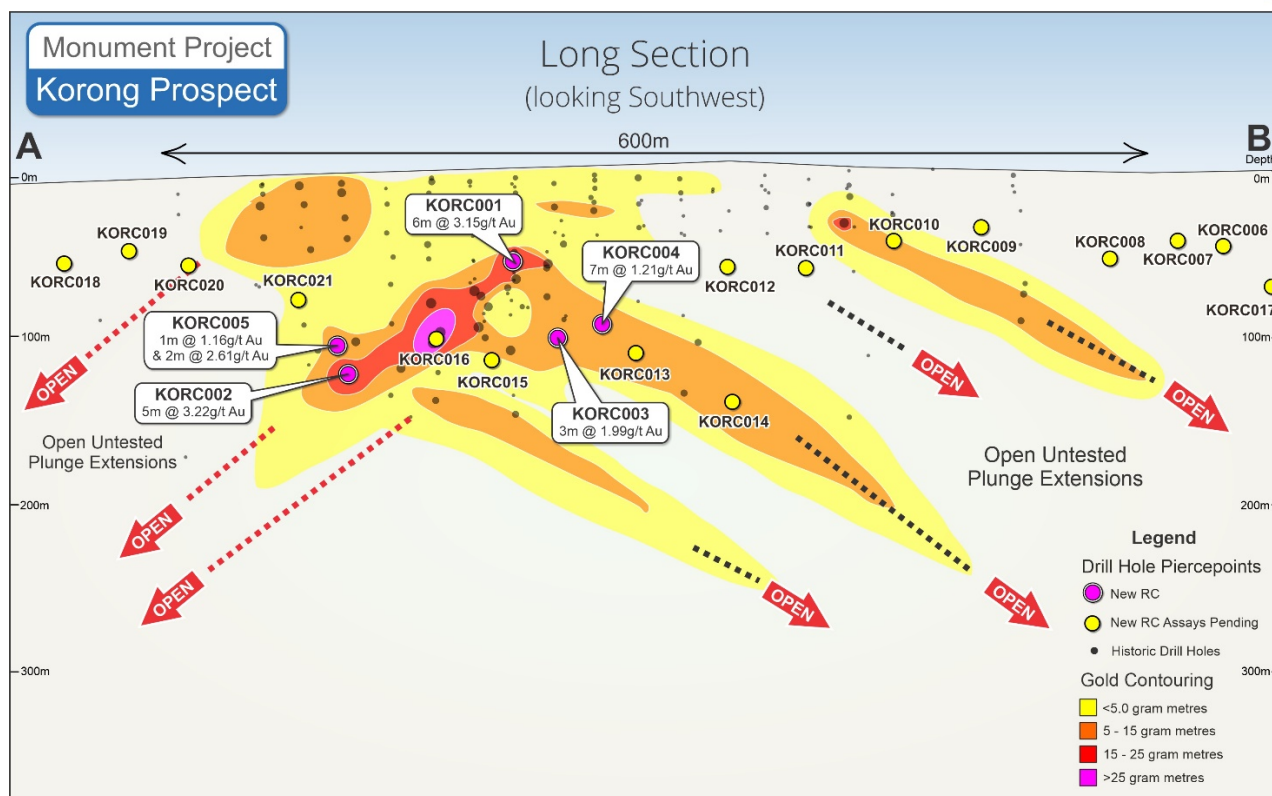 Monument Project
Korong Prospect
Long Section
(looking Southwest)
A
600m
B
Depth
0m
0m
KORC001
6m @ 3.15g/t Au
KORC010
KORC006
KORC019
KORC009
KORC008
KORC007
KORC004
7m @ 1.21g/t Au
KORC011
KORC018
KORC020
KORC021
KORC012
KORC017
KORC005
1m @ 1.16g/t Au
& 2m @ 2.61g/t Au
100m
100m
KORC016
KORC015
KORC013
KORC002
5m @ 3.22g/t Au
KORC003
3m @ 1.99g/t Au
KORC014
OPEN
OPEN
OPEN
Open Untested
Plunge Extensions
Open Untested
Plunge Extensions
200m
200m
OPEN
OPEN
OPEN
OPEN
300m
300m
Legend
Drill Hole Piercepoints
New RC
New RC Assays Pending
Historic Drill Holes
Gold Contouring
<5.0 gram metres
5 - 15 gram metres
15 - 25 gram metres
>25 gram metres